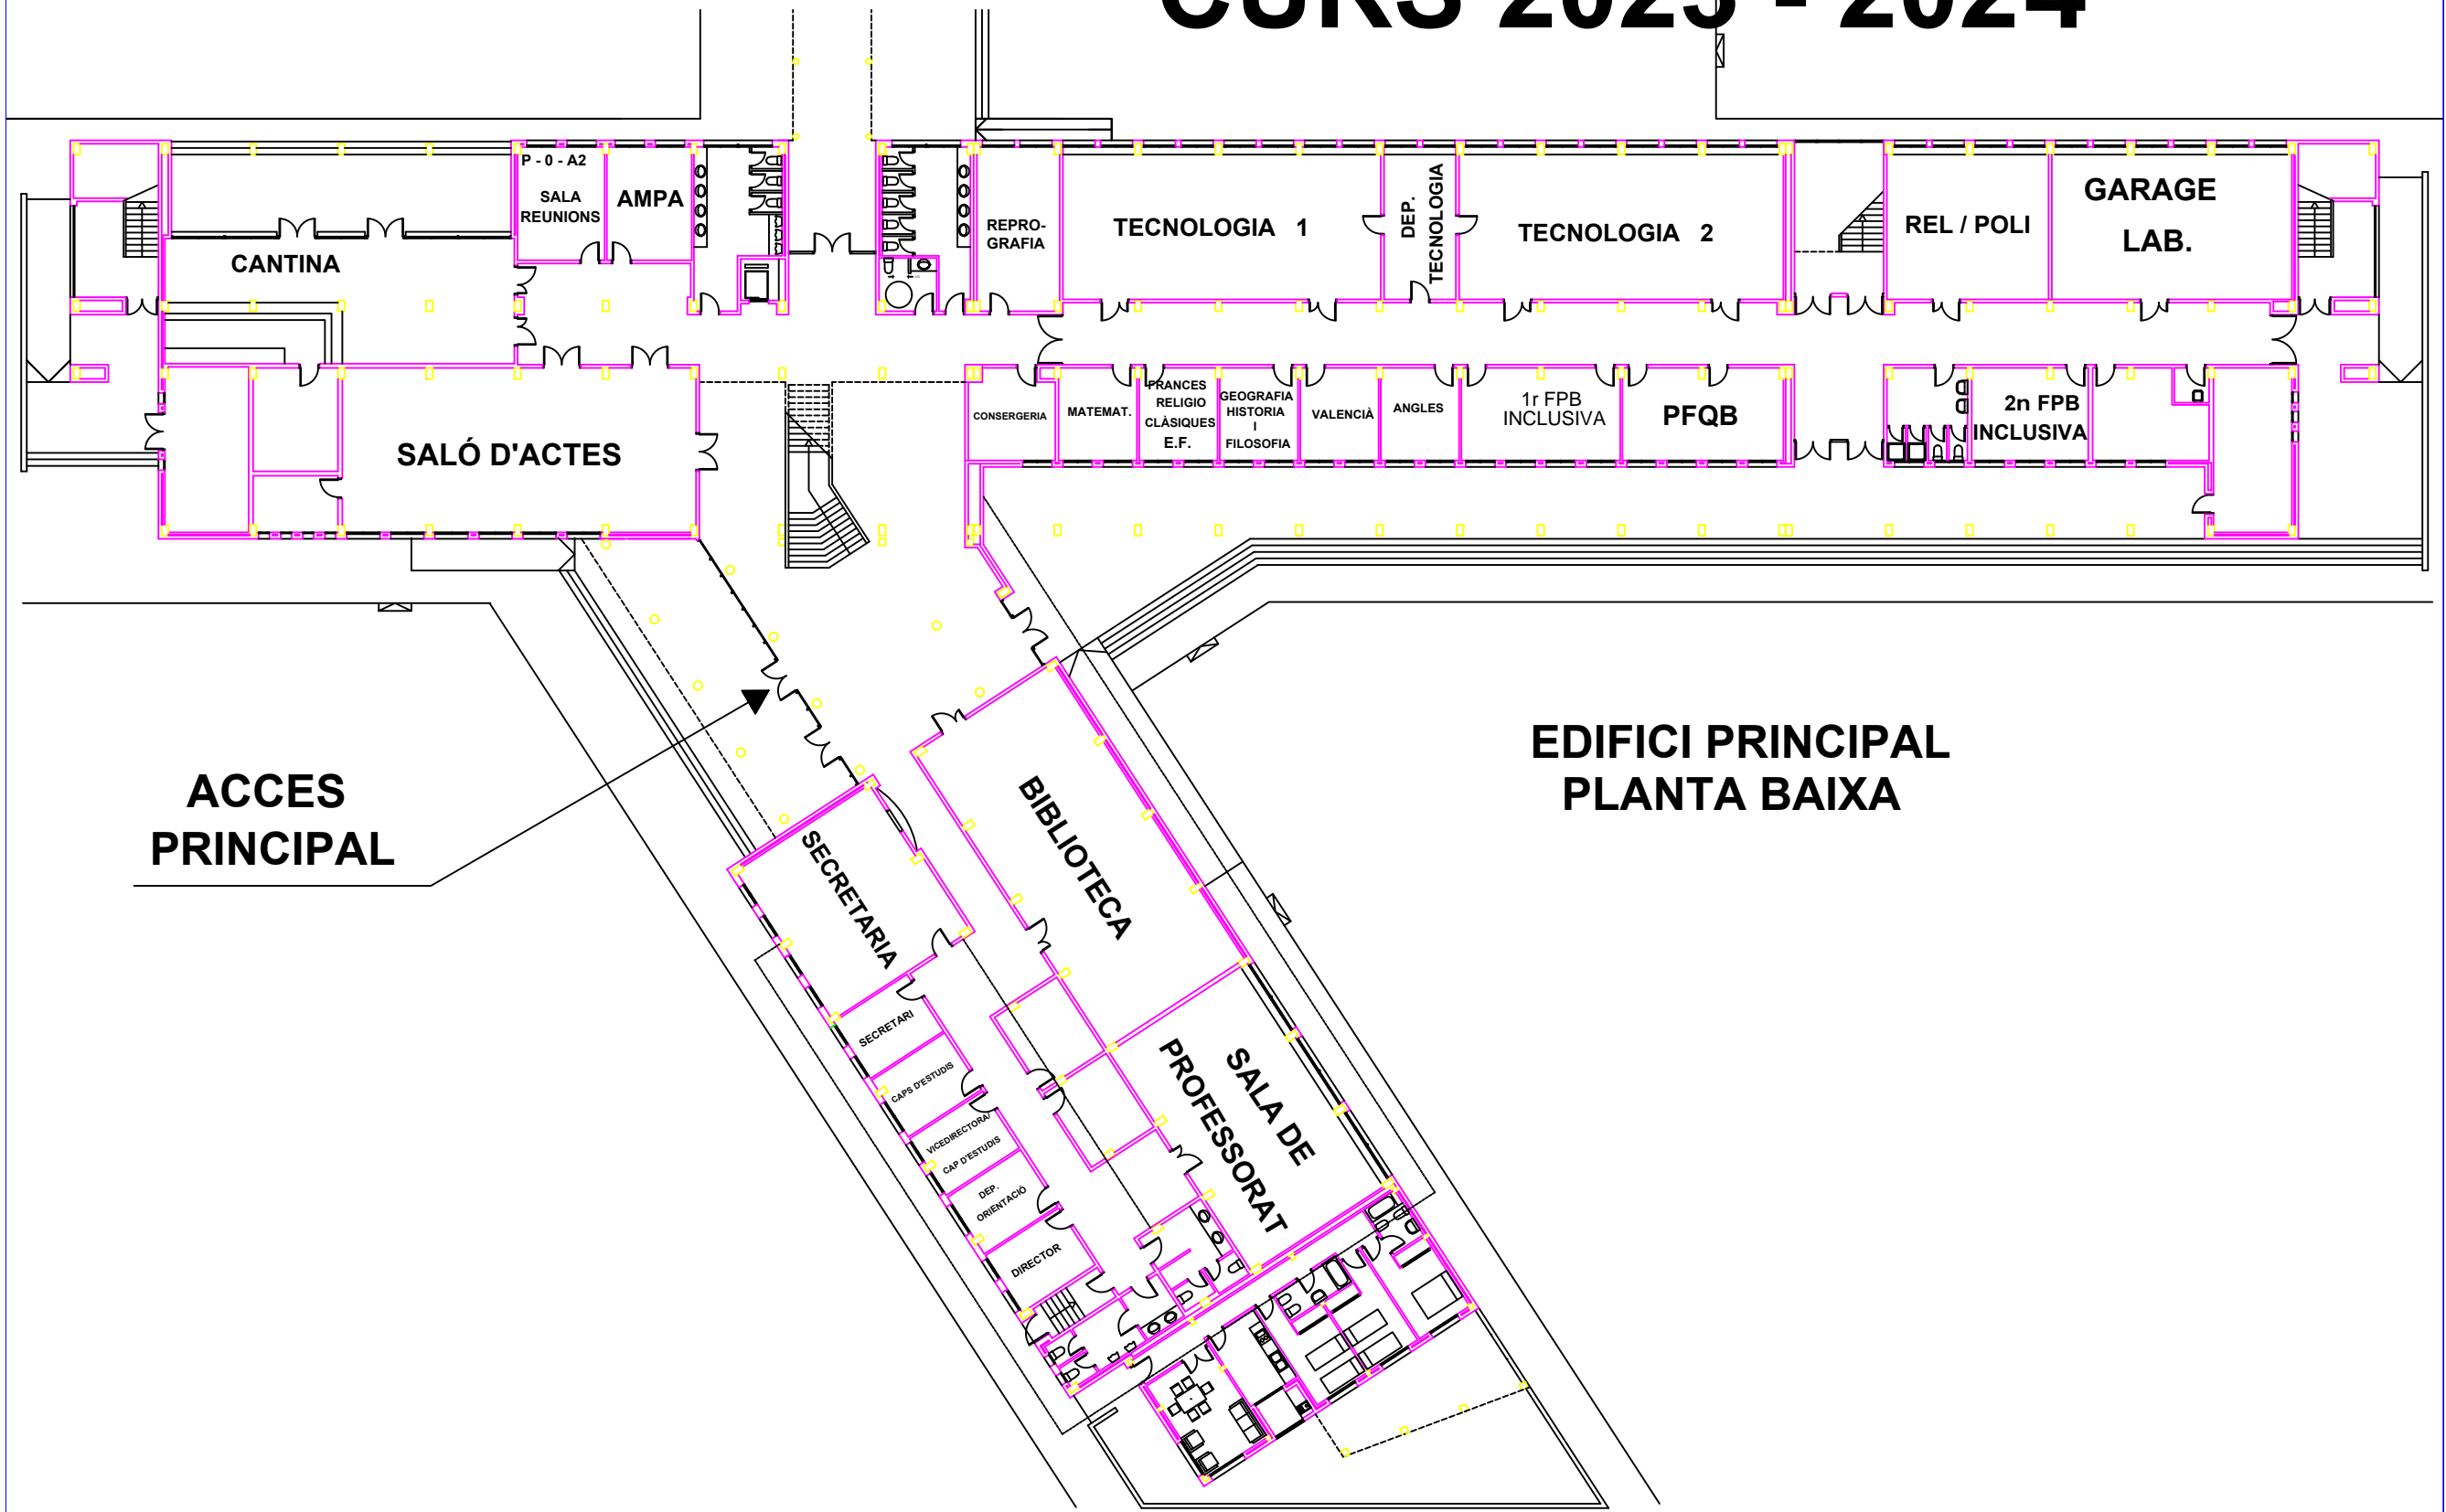 CURS 2023 - 2024
P - 0 - A2
SALA
REUNIONS
AMPA
CANTINA
REPRO-
GRAFIA
TECNOLOGIA 1
DEP.
TECNOLOGIA
TECNOLOGIA 2
REL / POLI
GARAGE
LAB.
SALÓ D'ACTES
CONSERGERIA
MATEMAT.
FRANCES
RELIGIO
CLÀSIQUES
E.F.
GEOGRAFIA
HISTORIA
I
FILOSOFIA
VALENCIÀ
ANGLES
1r FPB
INCLUSIVA
PFQB
2n FPB
INCLUSIVA
ACCES
PRINCIPAL
EDIFICI PRINCIPAL
PLANTA BAIXA
BIBLIOTECA
SECRETARIA
SECRETARI
CAPS D'ESTUDIS
VICEDIRECTORA/
CAP D'ESTUDIS
DEP.
ORIENTACIÓ
DIRECTOR
SALA DE
PROFESSORAT